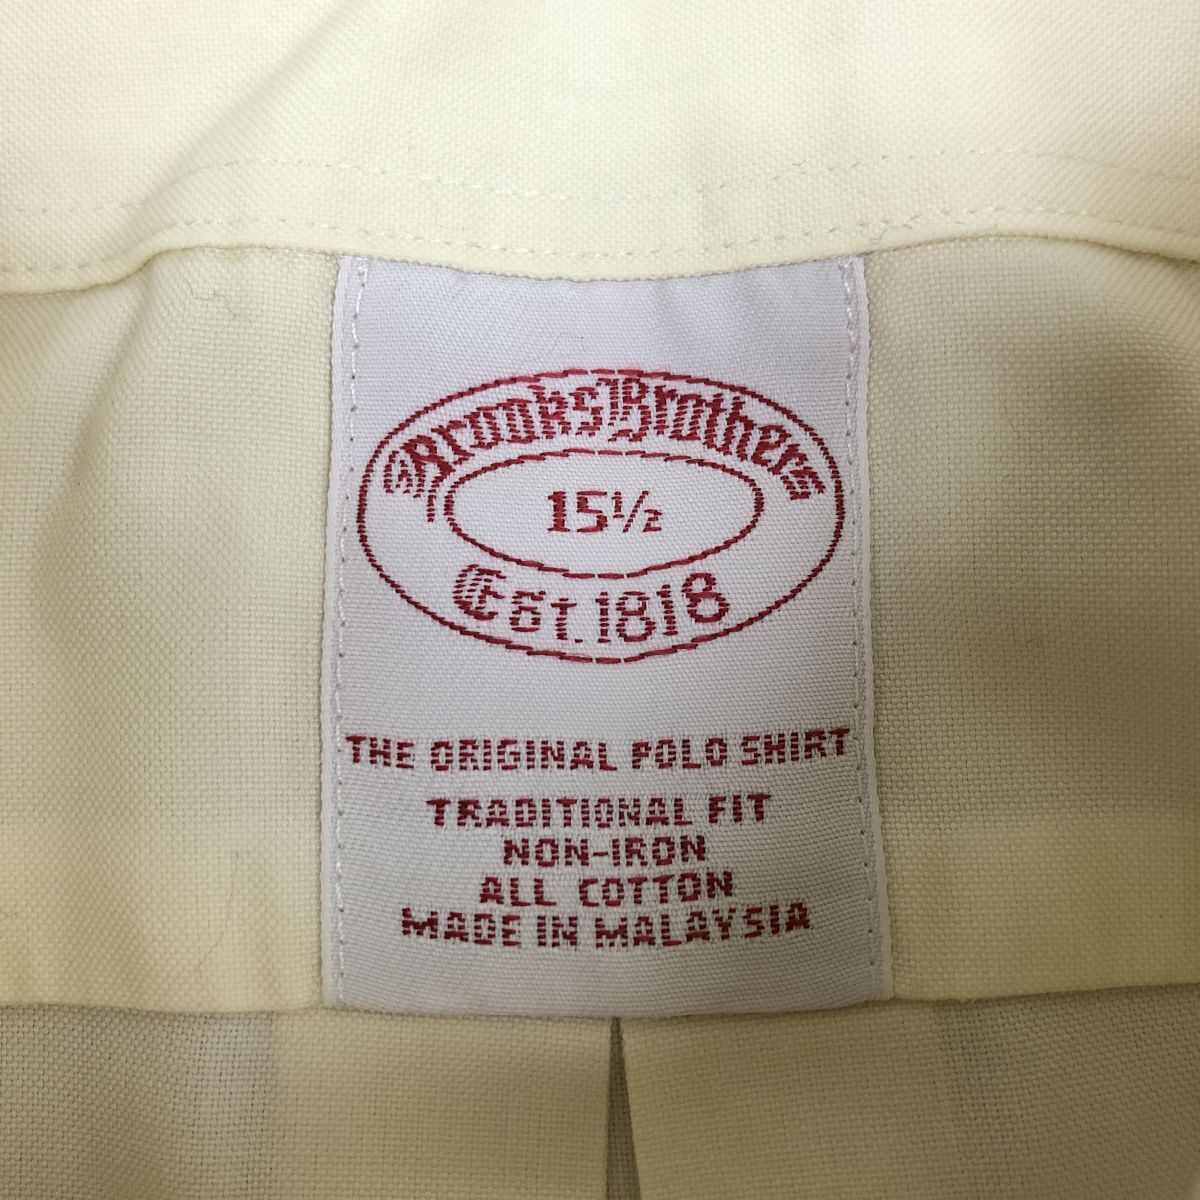 Brooks Brothers
15½
Est. 1818
THE ORIGINAL POLO SHIRT
TRADITIONAL FIT
NON-IRON
ALL COTTON
MADE IN MALAYSIA